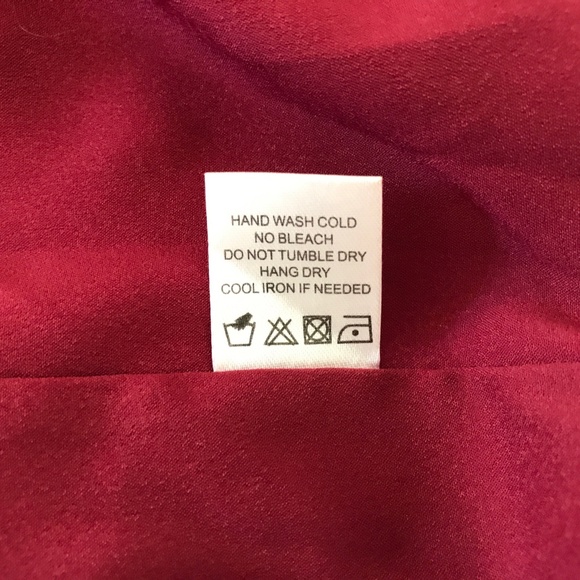 HAND WASH COLD
NO BLEACH
DO NOT TUMBLE DRY
HANG DRY
COOL IRON IF NEEDED